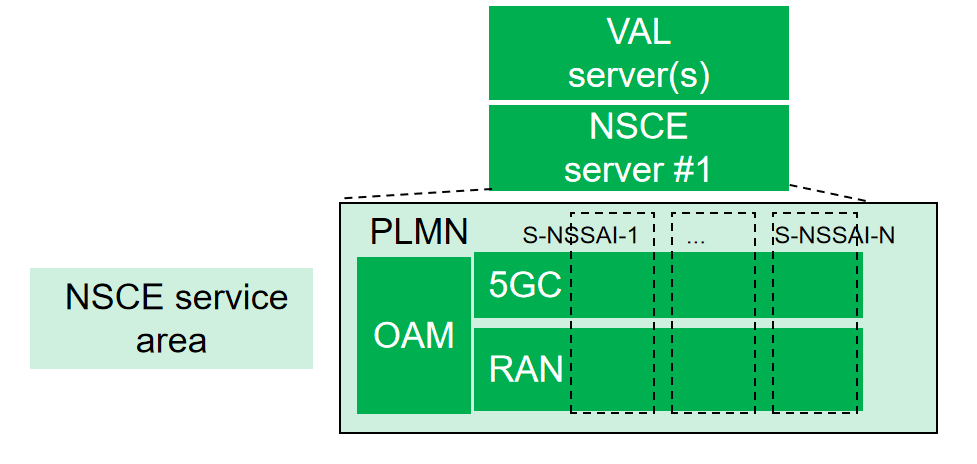 VAL
server(s)
NSCE
server #1
PLMN
S-NSSAI-1
...
S-NSSAI-N
5GC
OAM
RAN
NSCE service
area